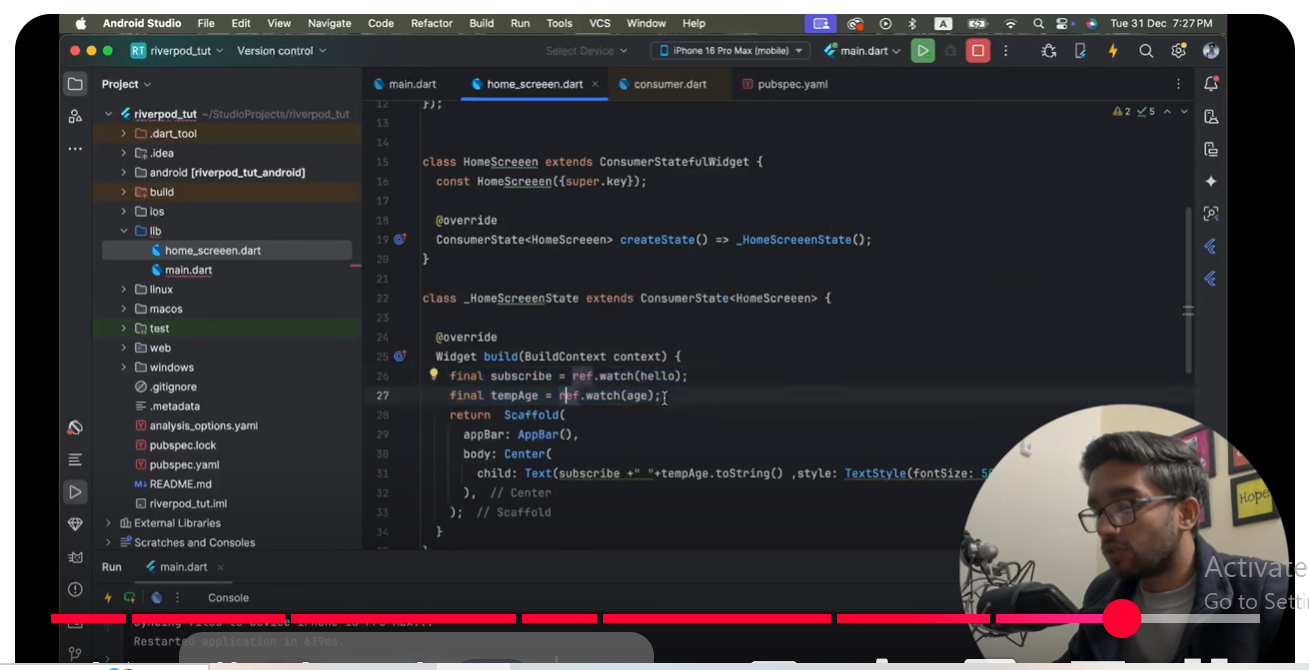 Android Studio File Edit View Navigate Code Refactor Build Run Tools VCS Window Help A Tue 31 Dec 7:27 PM
RT riverpod_tut Version control Select Device iPhone 16 Pro Max (mobile) main.dart
Project main.dart home_screeen.dart consumer.dart pubspec.yaml
riverpod_tut ~/StudioProjects/riverpod_tut
.dart_tool
.idea
android [riverpod_tut_android]
build
ios
lib
home_screeen.dart
main.dart
linux
macos
test
web
windows
.gitignore
.metadata
analysis_options.yaml
pubspec.lock
pubspec.yaml
README.md
riverpod_tut.iml
External Libraries
Scratches and Consoles
2 5
12 });
13
14
15 class HomeScreeen extends ConsumerStatefulWidget {
16 const HomeScreeen({super.key});
17
18 @override
19 ConsumerState<HomeScreeen> createState() => _HomeScreeenState();
20 }
21
22 class _HomeScreeenState extends ConsumerState<HomeScreeen> {
23
24 @override
25 Widget build(BuildContext context) {
26 final subscribe = ref.watch(hello);
27 final tempAge = ref.watch(age);
28 return Scaffold(
29 appBar: AppBar(),
30 body: Center(
31 child: Text(subscribe +" "+tempAge.toString() ,style: TextStyle(fontSize:
32 ), // Center
33 ); // Scaffold
34 }
Hope
Run main.dart
Console
Syncing files to device iPhone 16 Pro Max...
Restarted application in 639ms.
Activate
Go to Setti